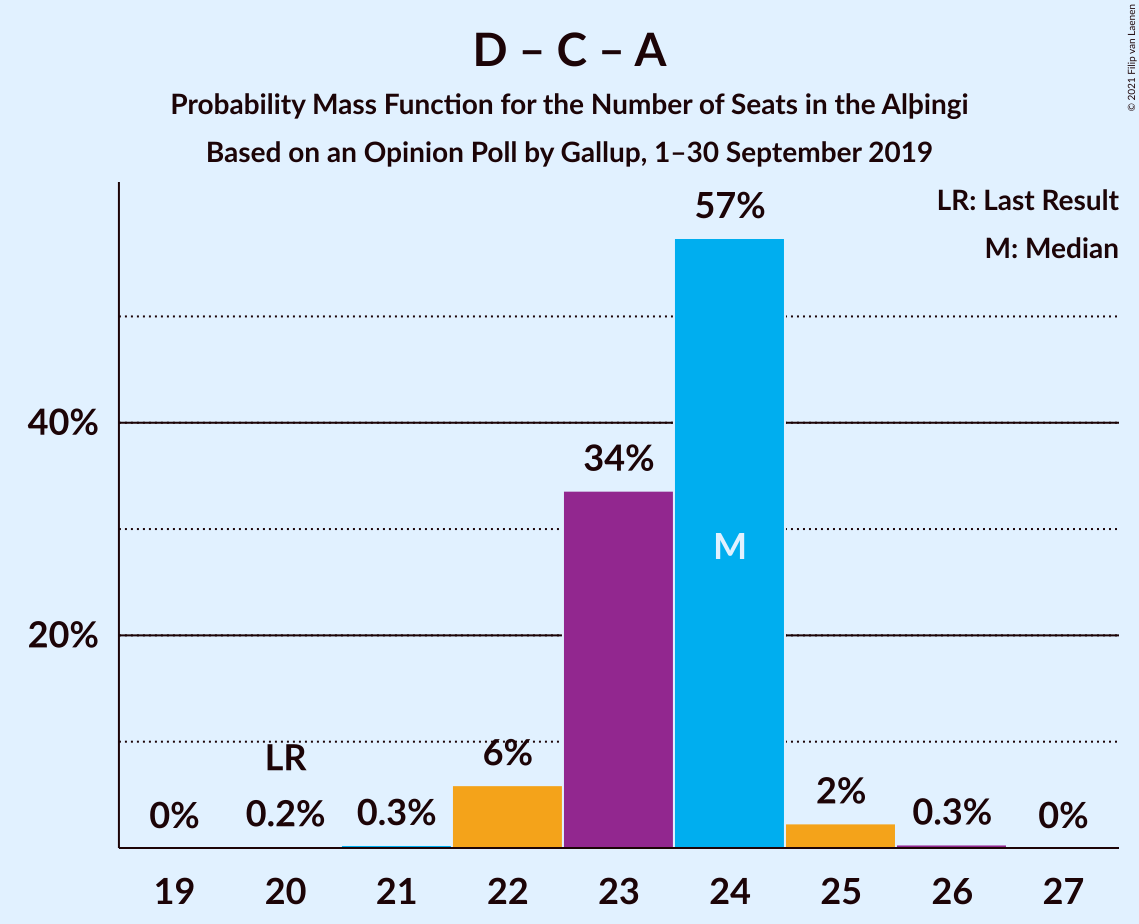 D – C – A
Probability Mass Function for the Number of Seats in the Alþingi
Based on an Opinion Poll by Gallup, 1–30 September 2019
© 2021 Filip van Laenen
LR: Last Result
M: Median
57%
40%
34%
M
20%
LR
6%
0%
0.2%
0.3%
2%
0.3%
0%
19
20
21
22
23
24
25
26
27